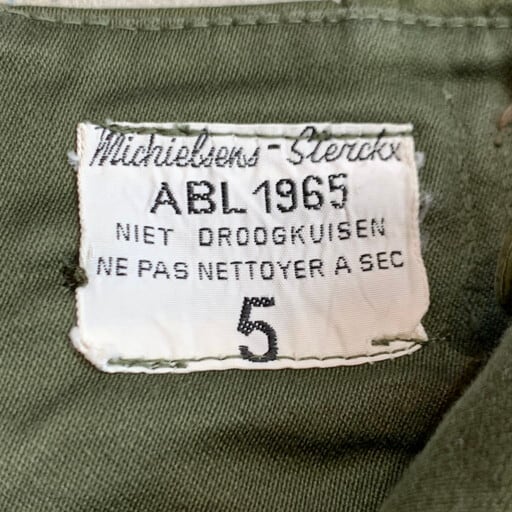 Michielsens-Sterckx
ABL 1965
NIET DROOGKUISEN
NE PAS NETTOYER A SEC
5